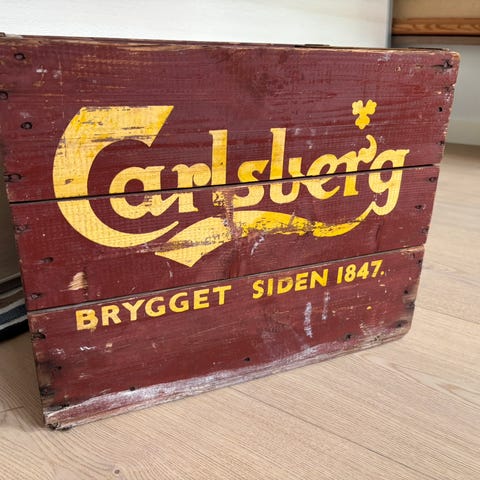 Carlsberg
BRYGGET SIDEN 1847.